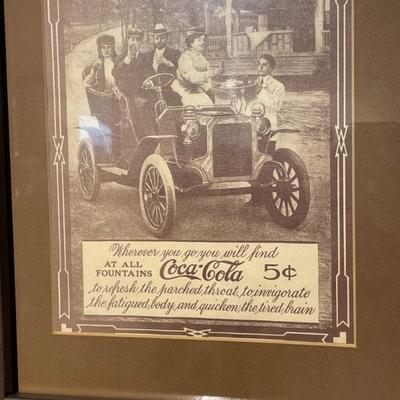 Wherever you go you will find
AT ALL
FOUNTAINS Coca-Cola 5¢
to refresh the parched throat, to invigorate
the fatigued body, and quicken the tired brain